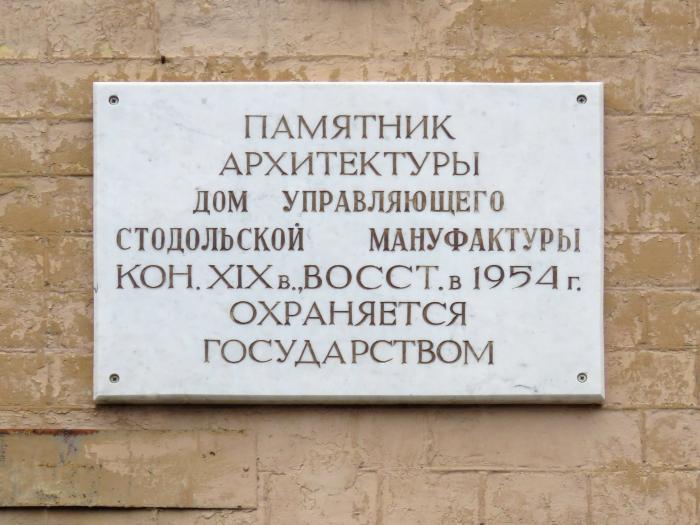 ПАМЯТНИК
АРХИТЕКТУРЫ
ДОМ УПРАВЛЯЮЩЕГО
СТОДОЛЬСКОЙ МАНУФАКТУРЫ
КОН. XIX в., ВОССТ. в 1954 г.
ОХРАНЯЕТСЯ
ГОСУДАРСТВОМ